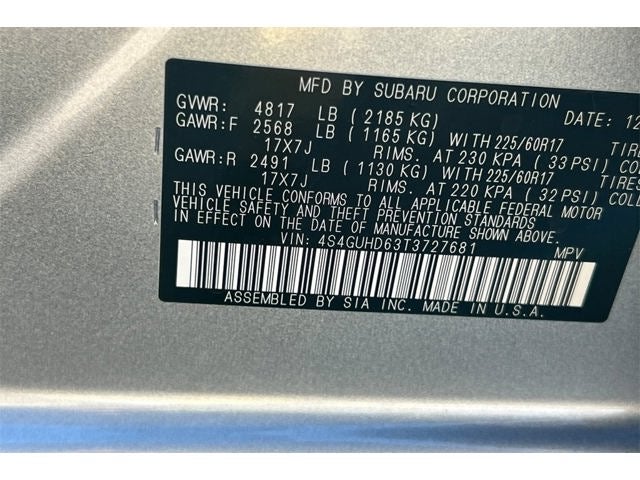 MFD BY SUBARU CORPORATION
GVWR: 4817 LB (2185 KG) DATE: 12
GAWR:F 2568 LB (1165 KG) WITH 225/60R17 TIRE
17X7J RIMS. AT 230 KPA (33 PSI) COLD
GAWR:R 2491 LB (1130 KG) WITH 225/60R17 TIRES
17X7J RIMS. AT 220 KPA (32 PSI) COL
THIS VEHICLE CONFORMS TO ALL APPLICABLE FEDERAL MOTOR
VEHICLE SAFETY AND THEFT PREVENTION STANDARDS
IN EFFECT ON THE DATE OF MANUFACTURE SHOWN ABOVE.
VIN: 4S4GUHD63T3727681 MPV
ASSEMBLED BY SIA INC. MADE IN U.S.A.